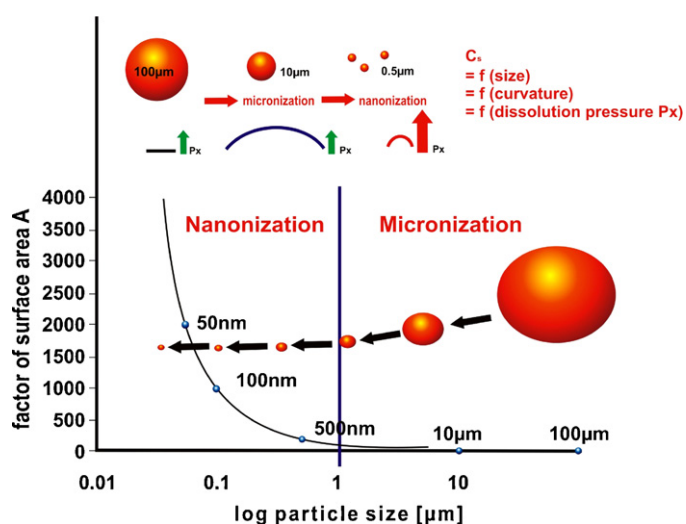 100µm
10µm
0.5µm
micronization
nanonization
Px
Px
Px
Cs
= f (size)
= f (curvature)
= f (dissolution pressure Px)
factor of surface area A
4000
3500
3000
2500
2000
1500
1000
500
0
Nanonization
Micronization
50nm
100nm
500nm
10µm
100µm
0.01
0.1
1
10
100
log particle size [µm]